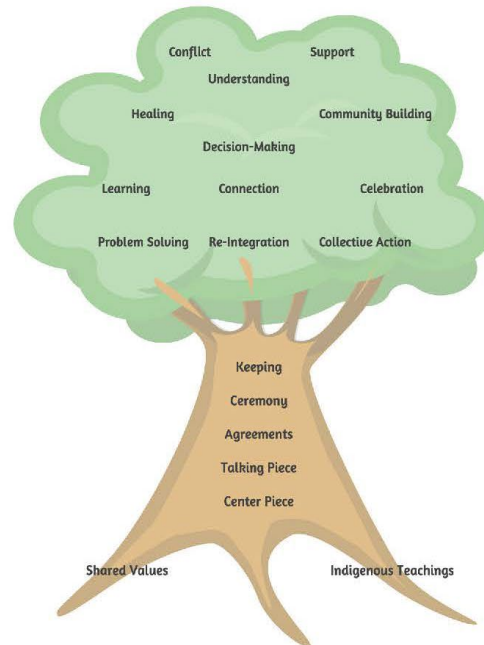 Conflict Support
Understanding
Healing Community Building
Decision-Making
Learning Connection Celebration
Problem Solving Re-Integration Collective Action
Keeping
Ceremony
Agreements
Talking Piece
Center Piece
Shared Values Indigenous Teachings